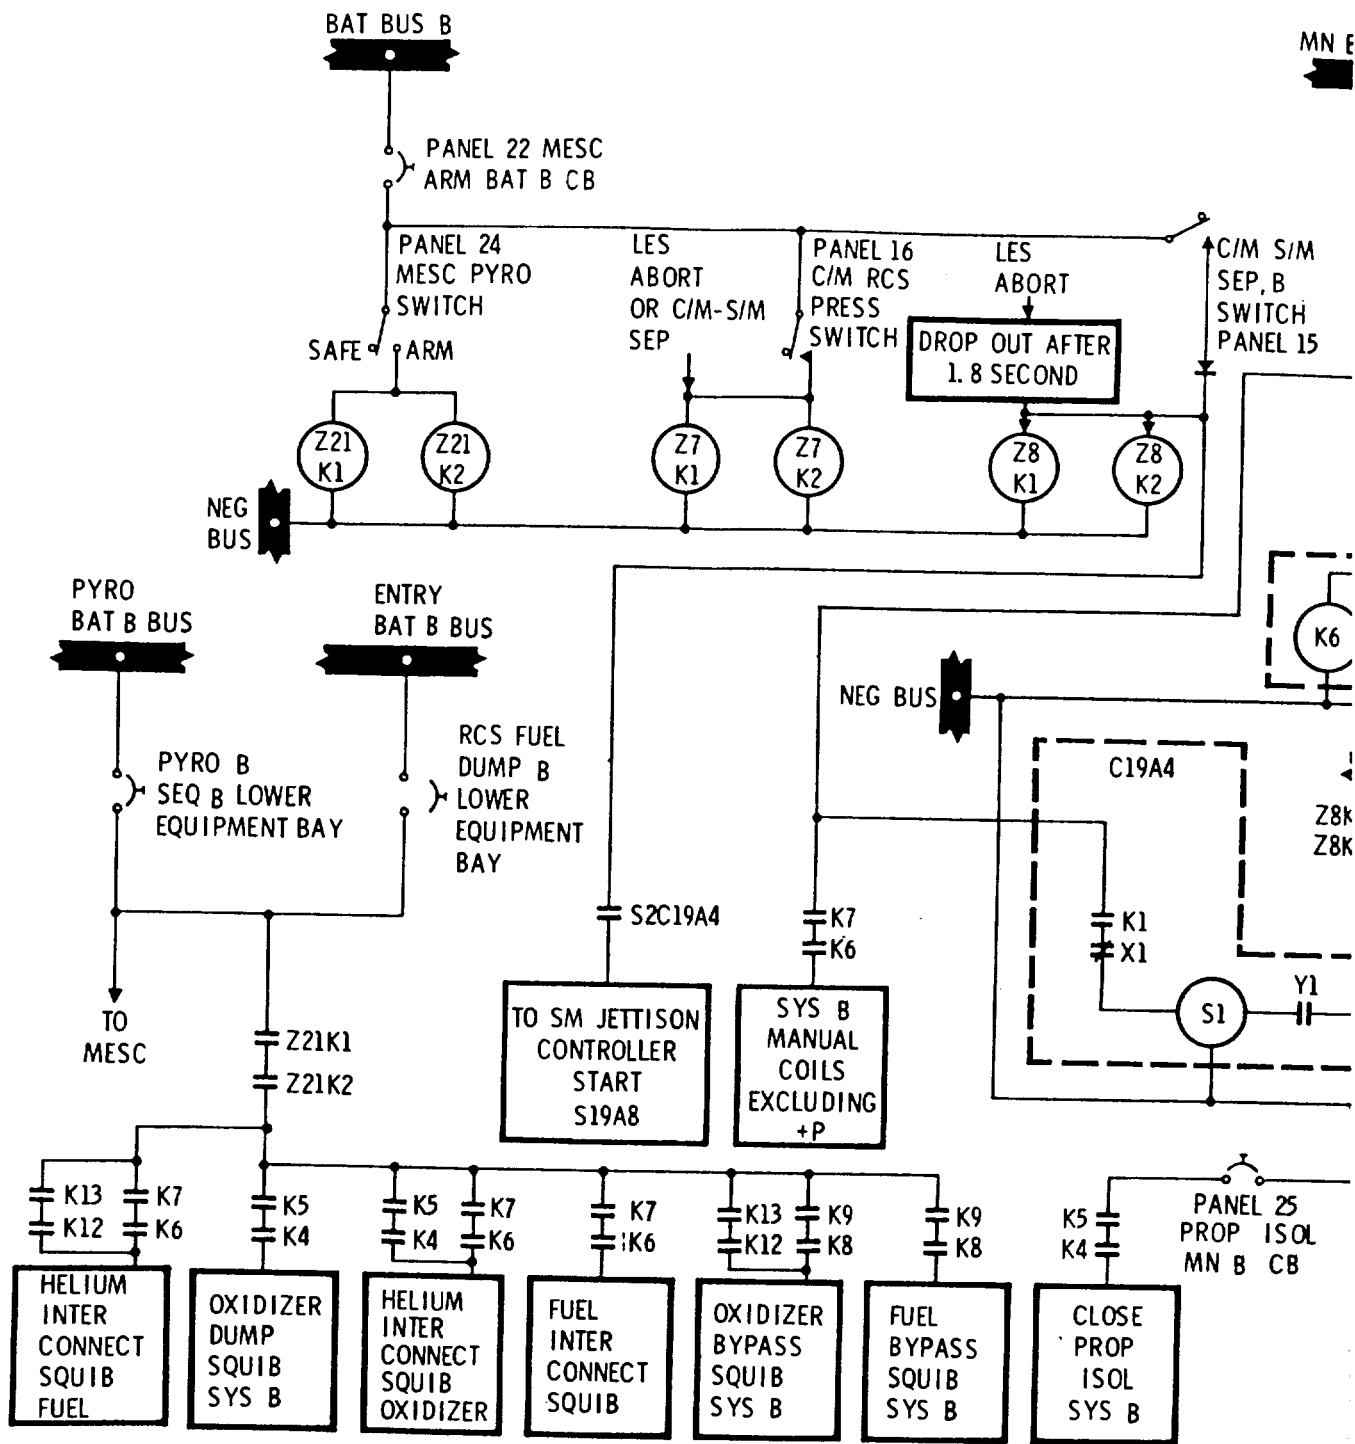 BAT BUS B
MN B
PANEL 22 MESC
ARM BAT B CB
PANEL 24
MESC PYRO
SWITCH
SAFE
ARM
LES
ABORT
OR C/M-S/M
SEP
PANEL 16
C/M RCS
PRESS
SWITCH
LES
ABORT
DROP OUT AFTER
1.8 SECOND
C/M S/M
SEP, B
SWITCH
PANEL 15
Z21
K1
Z21
K2
Z7
K1
Z7
K2
Z8
K1
Z8
K2
NEG
BUS
PYRO
BAT B BUS
ENTRY
BAT B BUS
K6
NEG BUS
PYRO B
SEQ B LOWER
EQUIPMENT BAY
RCS FUEL
DUMP B
LOWER
EQUIPMENT
BAY
C19A4
Z8K
Z8K
S2C19A4
K7
K6
K1
X1
S1
Y1
TO
MESC
Z21K1
Z21K2
TO SM JETTISON
CONTROLLER
START
S19A8
SYS B
MANUAL
COILS
EXCLUDING
+P
K13
K12
K7
K6
K5
K4
K5
K4
K7
K6
K7
K6
K13
K12
K9
K8
K9
K8
K5
K4
PANEL 25
PROP ISOL
MN B CB
HELIUM
INTER
CONNECT
SQUIB
FUEL
OXIDIZER
DUMP
SQUIB
SYS B
HELIUM
INTER
CONNECT
SQUIB
OXIDIZER
FUEL
INTER
CONNECT
SQUIB
OXIDIZER
BYPASS
SQUIB
SYS B
FUEL
BYPASS
SQUIB
SYS B
CLOSE
PROP
ISOL
SYS B